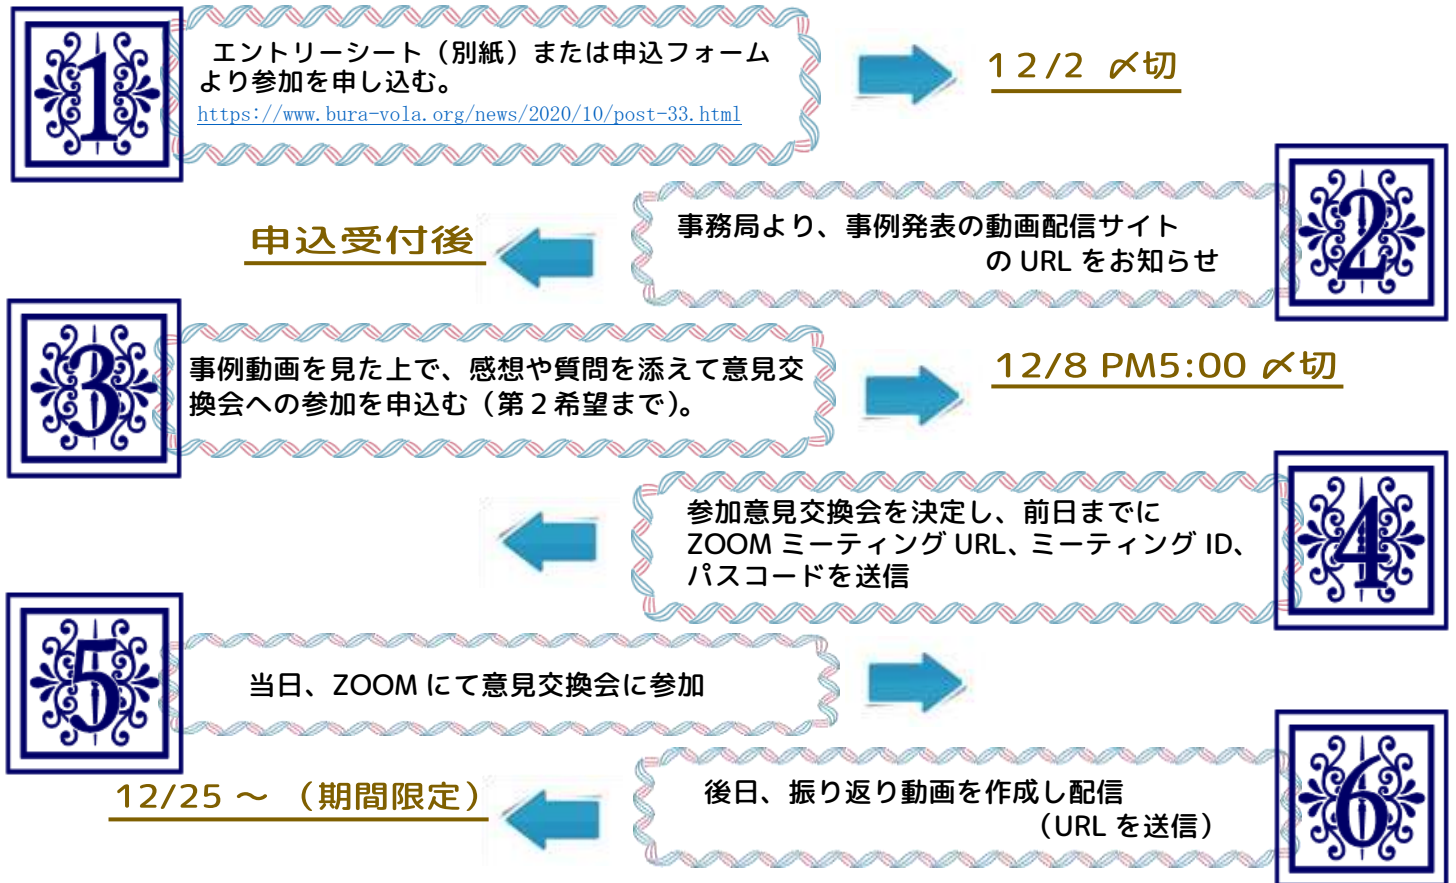 1
エントリーシート（別紙）または申込フォーム
より参加を申し込む。
https://www.bura-vola.org/news/2020/10/post-33.html
１２/2 〆切
2
事務局より、事例発表の動画配信サイト
の URL をお知らせ
申込受付後
3
事例動画を見た上で、感想や質問を添えて意見交
換会への参加を申込む（第２希望まで）。
12/8 PM5:00 〆切
4
参加意見交換会を決定し、前日までに
ZOOM ミーティング URL、ミーティング ID、
パスコードを送信
5
当日、ZOOM にて意見交換会に参加
6
後日、振り返り動画を作成し配信
（URL を送信）
12/25 ～ （期間限定）